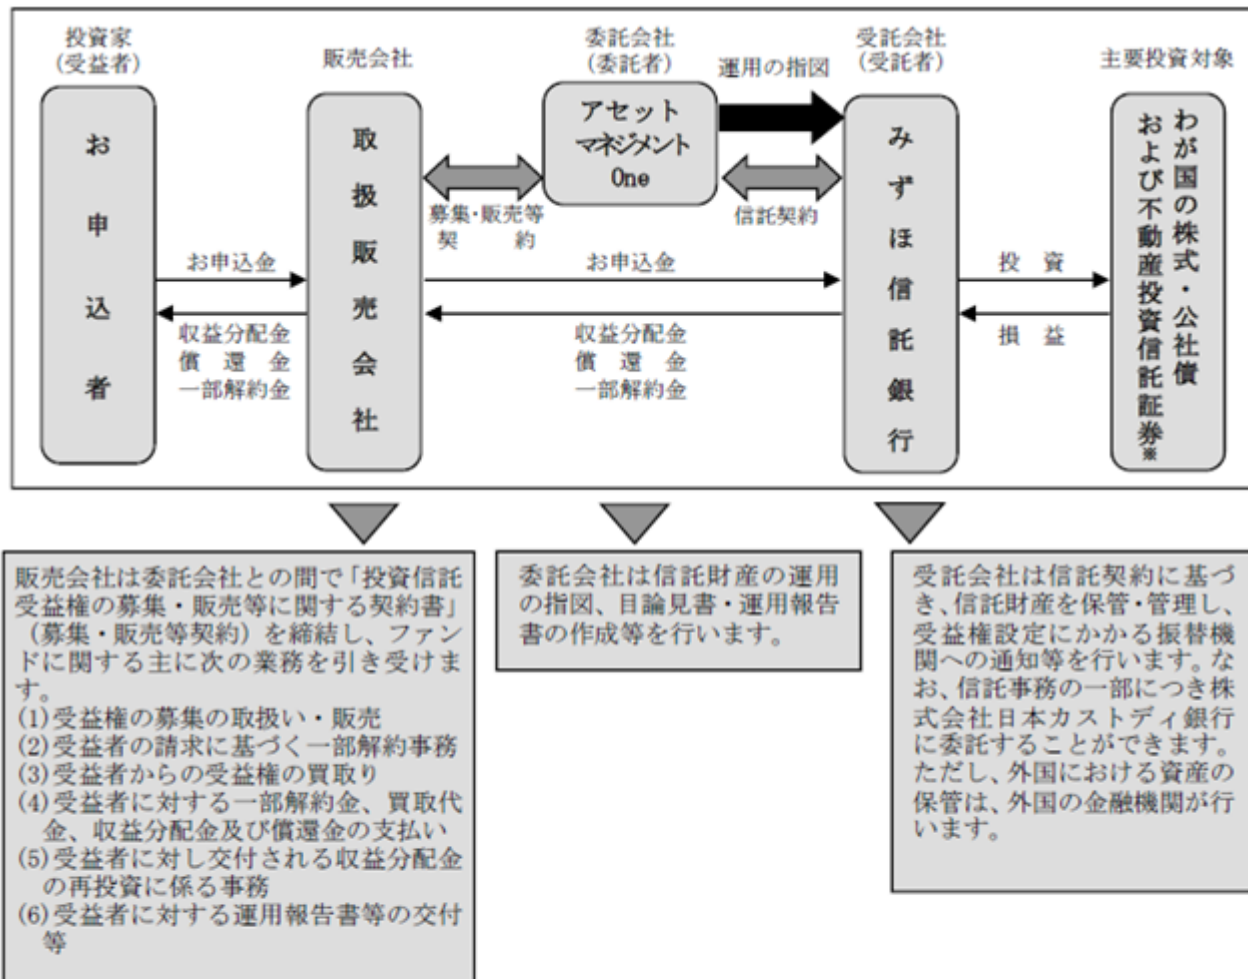 投資家
(受益者)
販売会社
委託会社
(委託者)
運用の指図
受託会社
(受託者)
主要投資対象
お申込者
取扱販売会社
アセット
マネジメント
One
みずほ信託銀行
わが国の株式・公社債
および不動産投資信託証券※
募集・販売等
契 約
信託契約
お申込金
収益分配金
償 還 金
一部解約金
お申込金
収益分配金
償 還 金
一部解約金
投 資
損 益
販売会社は委託会社との間で「投資信託
受益権の募集・販売等に関する契約書」
(募集・販売等契約)を締結し、ファン
ドに関する主に次の業務を引き受けま
す。
(1)受益権の募集の取扱い・販売
(2)受益者の請求に基づく一部解約事務
(3)受益者からの受益権の買取り
(4)受益者に対する一部解約金、買取代
金、収益分配金及び償還金の支払い
(5)受益者に対し交付される収益分配金
の再投資に係る事務
(6)受益者に対する運用報告書等の交付
等
委託会社は信託財産の運用
の指図、目論見書・運用報告
書の作成等を行います。
受託会社は信託契約に基づ
き、信託財産を保管・管理し、
受益権設定にかかる振替機
関への通知等を行います。な
お、信託事務の一部につき株
式会社日本カストディ銀行
に委託することができます。
ただし、外国における資産の
保管は、外国の金融機関が行
います。